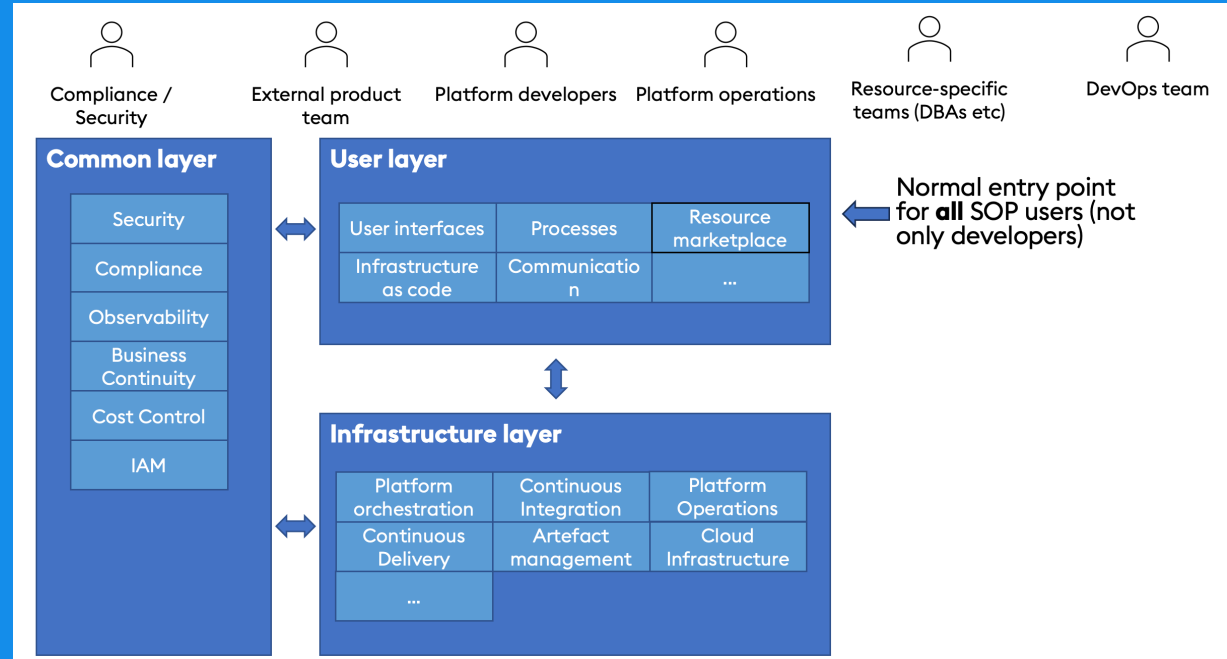 Compliance /
Security
External product
team
Platform developers
Platform operations
Resource-specific
teams (DBAs etc)
DevOps team
Common layer
Security
Compliance
Observability
Business
Continuity
Cost Control
IAM
User layer
User interfaces
Processes
Resource
marketplace
Infrastructure
as code
Communicatio
n
...
Normal entry point
for all SOP users (not
only developers)
Infrastructure layer
Platform
orchestration
Continuous
Integration
Platform
Operations
Continuous
Delivery
Artefact
management
Cloud
Infrastructure
...